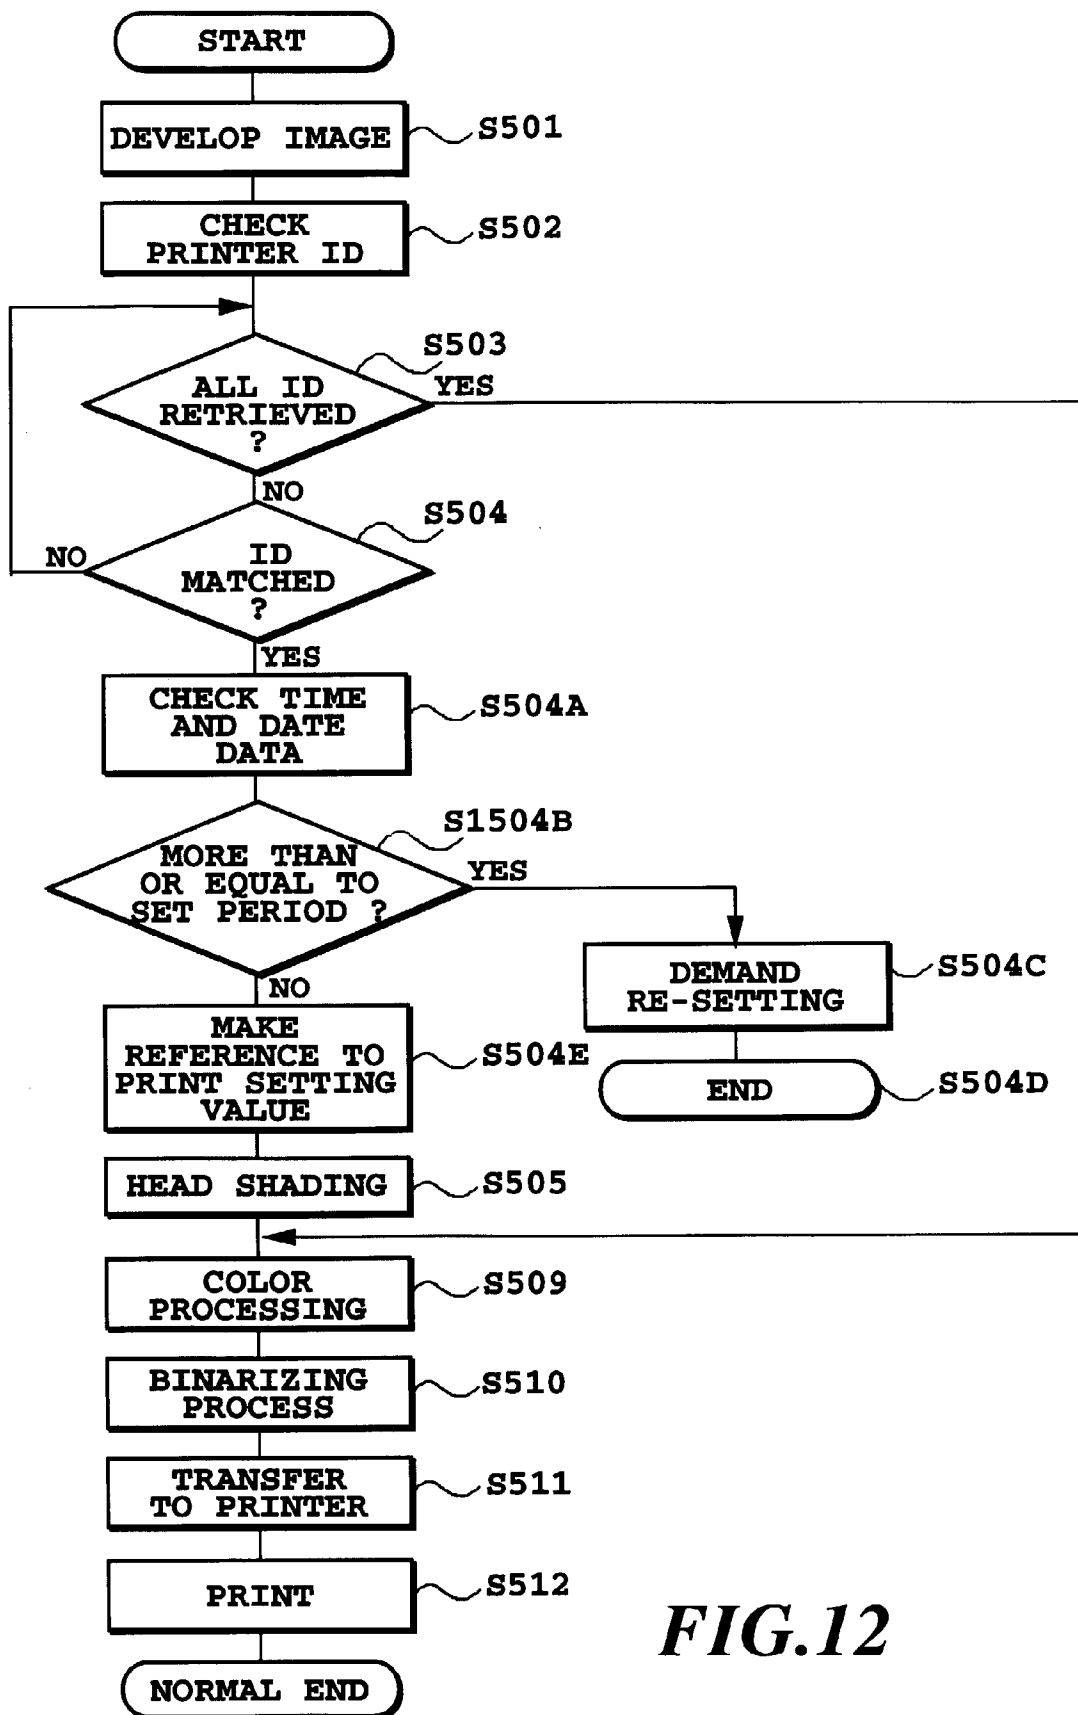 START
DEVELOP IMAGE
S501
CHECK
PRINTER ID
S502
S503
ALL ID
RETRIEVED
?
YES
NO
S504
ID
MATCHED
?
NO
YES
CHECK TIME
AND DATE
DATA
S504A
S1504B
MORE THAN
OR EQUAL TO
SET PERIOD ?
YES
NO
DEMAND
RE-SETTING
S504C
END
S504D
MAKE
REFERENCE TO
PRINT SETTING
VALUE
S504E
HEAD SHADING
S505
COLOR
PROCESSING
S509
BINARIZING
PROCESS
S510
TRANSFER
TO PRINTER
S511
PRINT
S512
NORMAL END
FIG.12